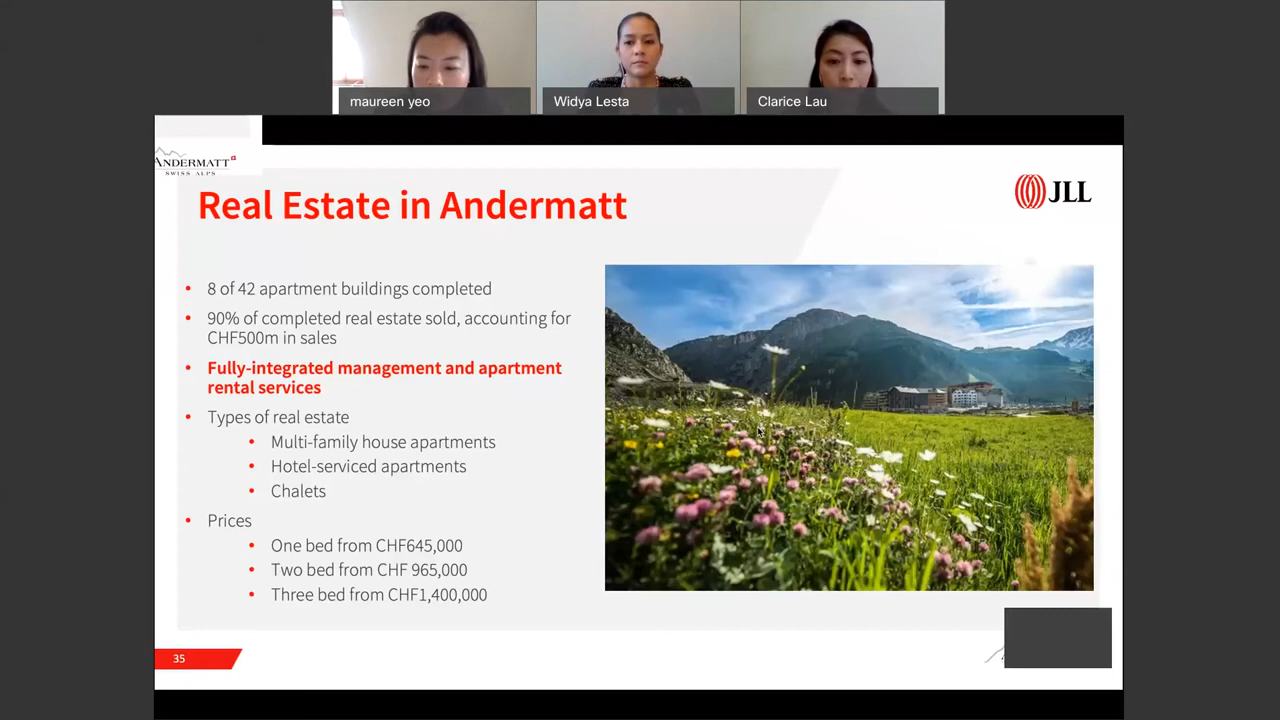 maureen yeo
Widya Lesta
Clarice Lau
ANDERMATT
SWISS ALPS
JLL
Real Estate in Andermatt
• 8 of 42 apartment buildings completed
• 90% of completed real estate sold, accounting for
CHF500m in sales
• Fully-integrated management and apartment
rental services
• Types of real estate
• Multi-family house apartments
• Hotel-serviced apartments
• Chalets
• Prices
• One bed from CHF645,000
• Two bed from CHF 965,000
• Three bed from CHF1,400,000
35